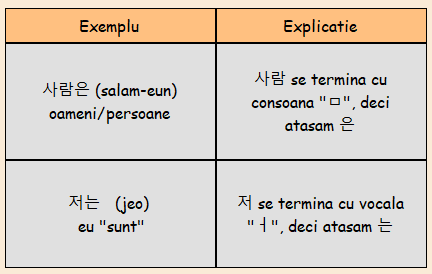 Exemplu
Explicatie
사람은 (salam-eun)
oameni/persoane
사람 se termina cu
consoana "ㅁ", deci
atasam 은
저는 (jeo)
eu "sunt"
저 se termina cu vocala
"ㅓ", deci atasam 는